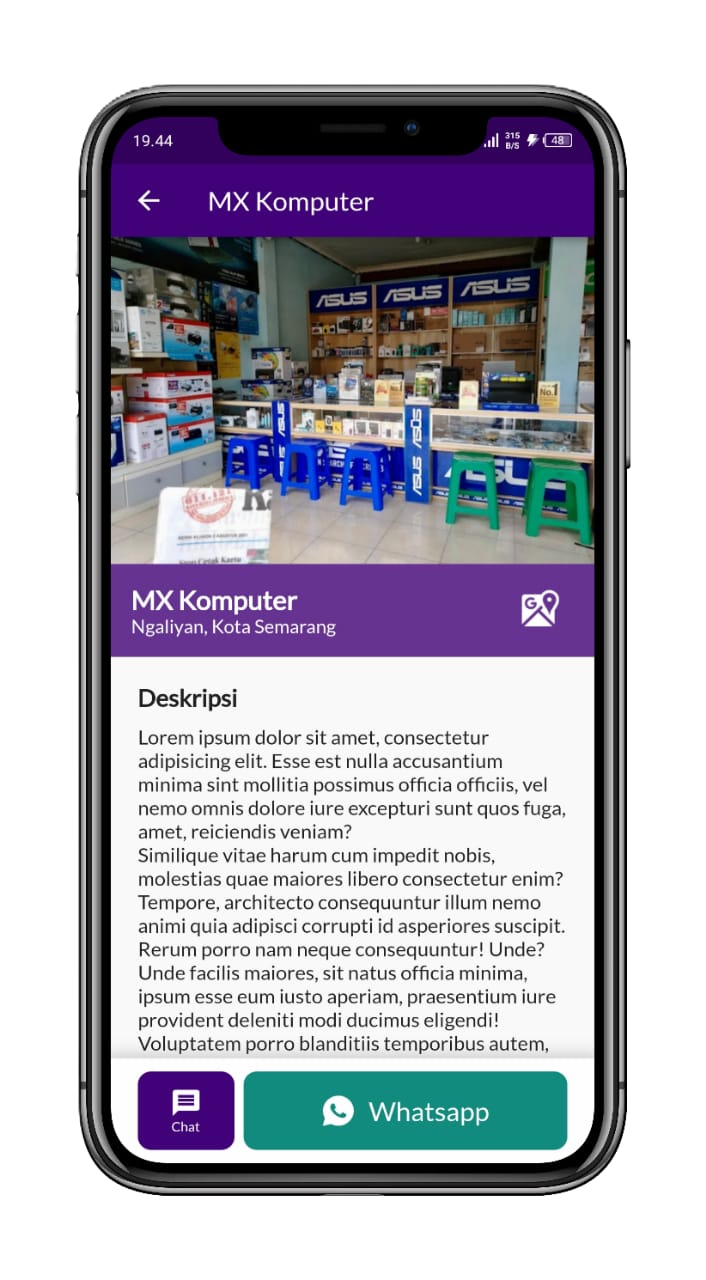 19.44
315
B/S
48
MX Komputer
ASUS ASUS ASUS
No.1
ASUS
ASUS ASUS
MX Komputer
Ngaliyan, Kota Semarang
Deskripsi
Lorem ipsum dolor sit amet, consectetur
adipisicing elit. Esse est nulla accusantium
minima sint mollitia possimus officia officiis, vel
nemo omnis dolore iure excepturi sunt quos fuga,
amet, reiciendis veniam?
Similique vitae harum cum impedit nobis,
molestias quae maiores libero consectetur enim?
Tempore, architecto consequuntur illum nemo
animi quia adipisci corrupti id asperiores suscipit.
Rerum porro nam neque consequuntur! Unde?
Unde facilis maiores, sit natus officia minima,
ipsum esse eum iusto aperiam, praesentium iure
provident deleniti modi ducimus eligendi!
Voluptatem porro blanditiis temporibus autem,
Chat
Whatsapp